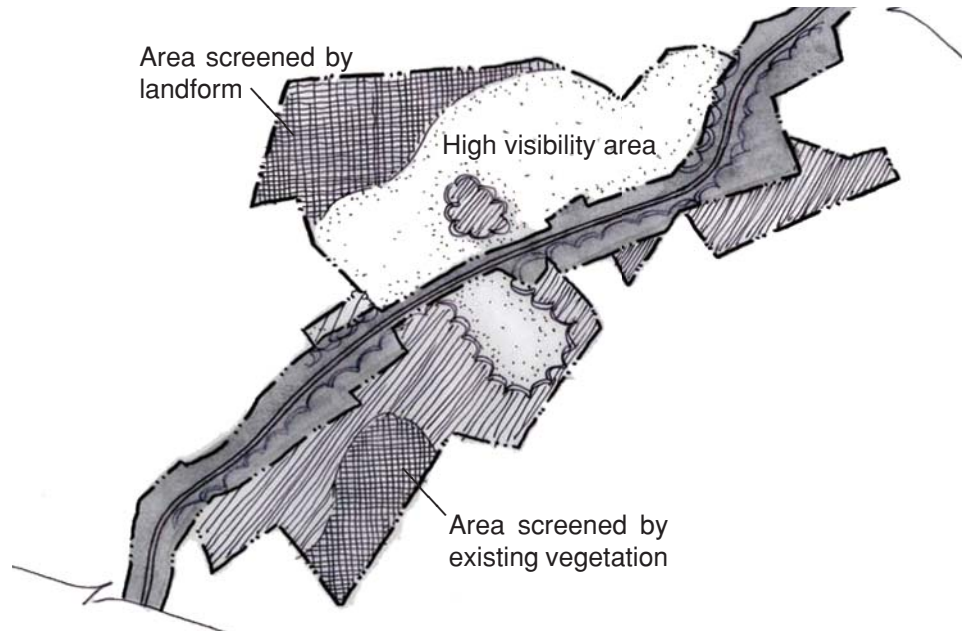 Area screened by
landform
High visibility area
Area screened by
existing vegetation